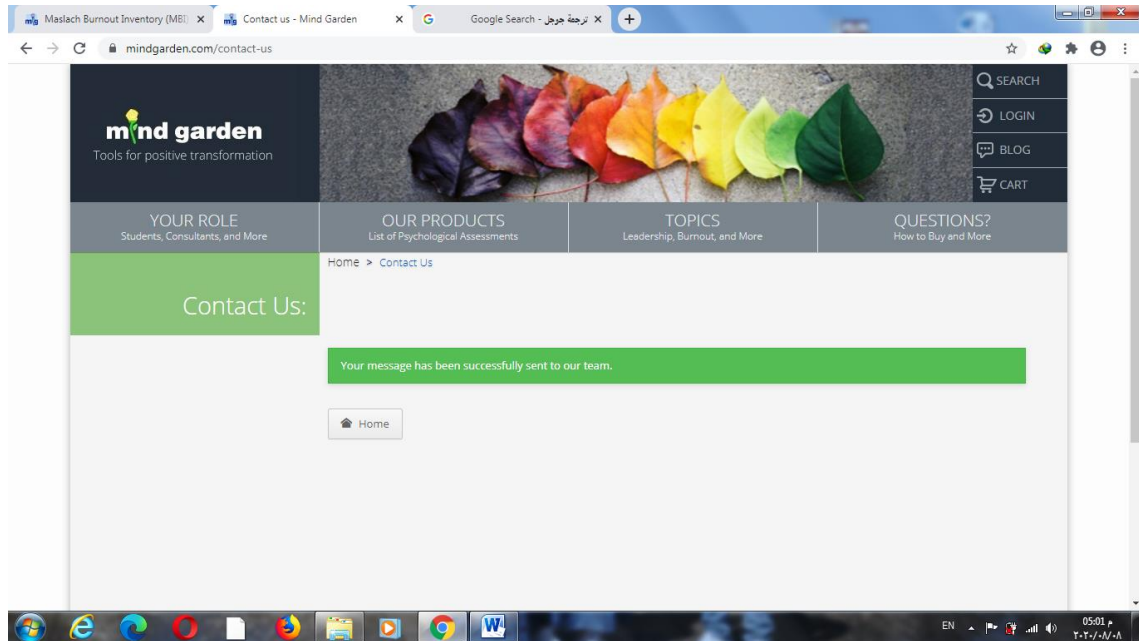 Maslach Burnout Inventory (MBI)
Contact us - Mind Garden
Google Search - ترجمة جوجل
mindgarden.com/contact-us
mind garden
Tools for positive transformation
SEARCH
LOGIN
BLOG
CART
YOUR ROLE
Students, Consultants, and More
OUR PRODUCTS
List of Psychological Assessments
TOPICS
Leadership, Burnout, and More
QUESTIONS?
How to Buy and More
Home > Contact Us
Contact Us:
Your message has been successfully sent to our team.
Home
EN
05:01 م
٢٠٢٠/٠٨/٠٨